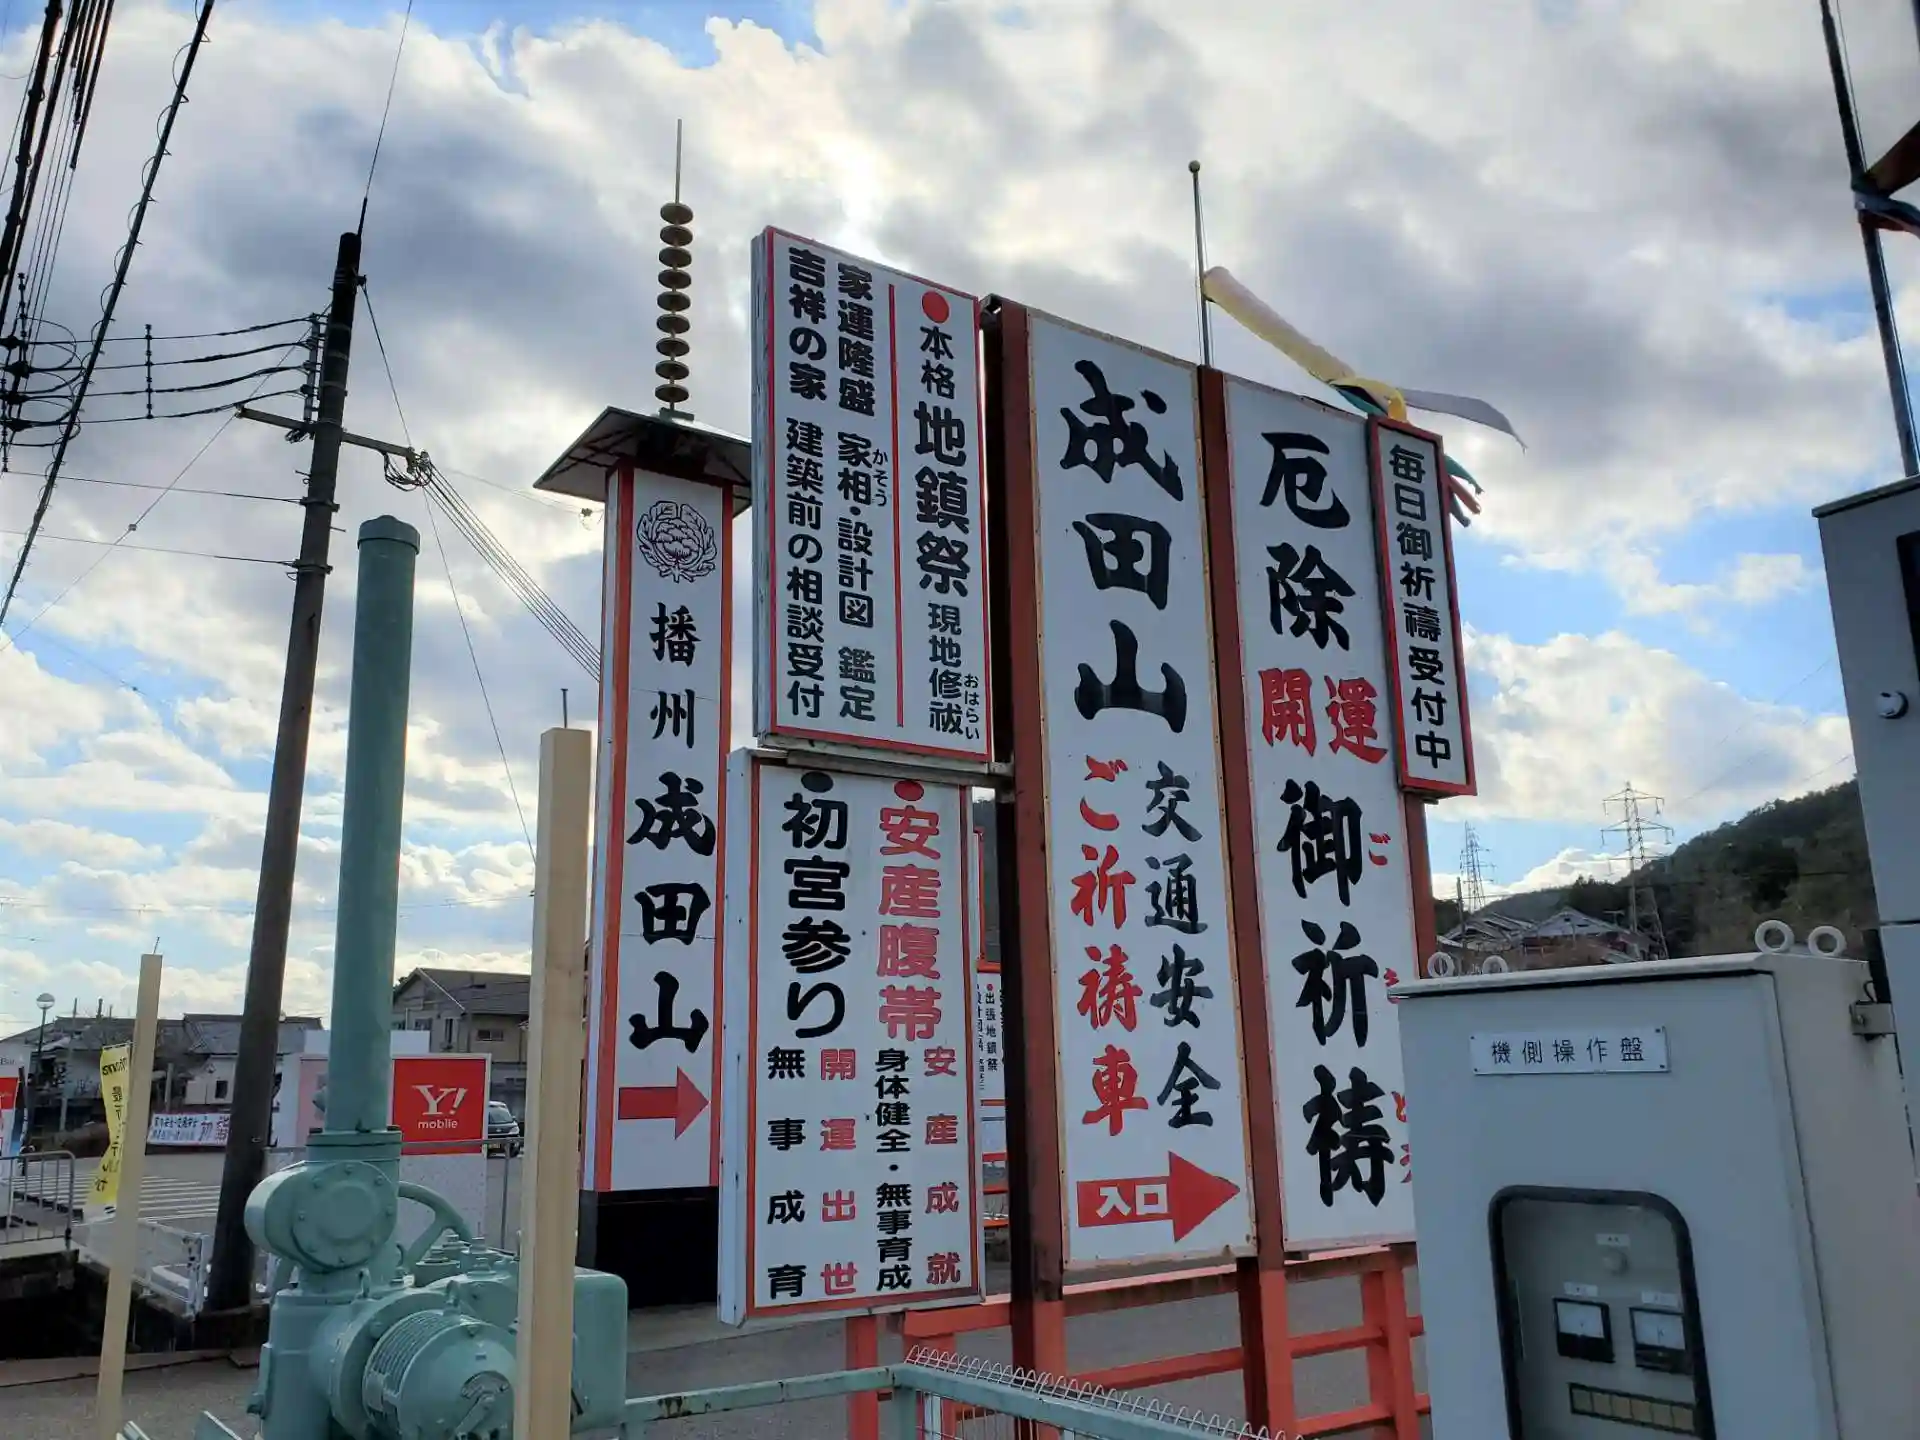 毎日御祈禱受付中
厄除
開運
御祈祷
ご
成田山
交通安全
ご祈祷車
入口
本格地鎮祭 現地修祓
おはらい
家運隆盛 家相・設計図 鑑定
かそう
吉祥の家 建築前の相談受付
安産腹帯
安産成就
身体健全・無事育成
初宮参り
開運出世
無事成育
播州成田山
出張地鎮祭
Y!
mobile
機側操作盤